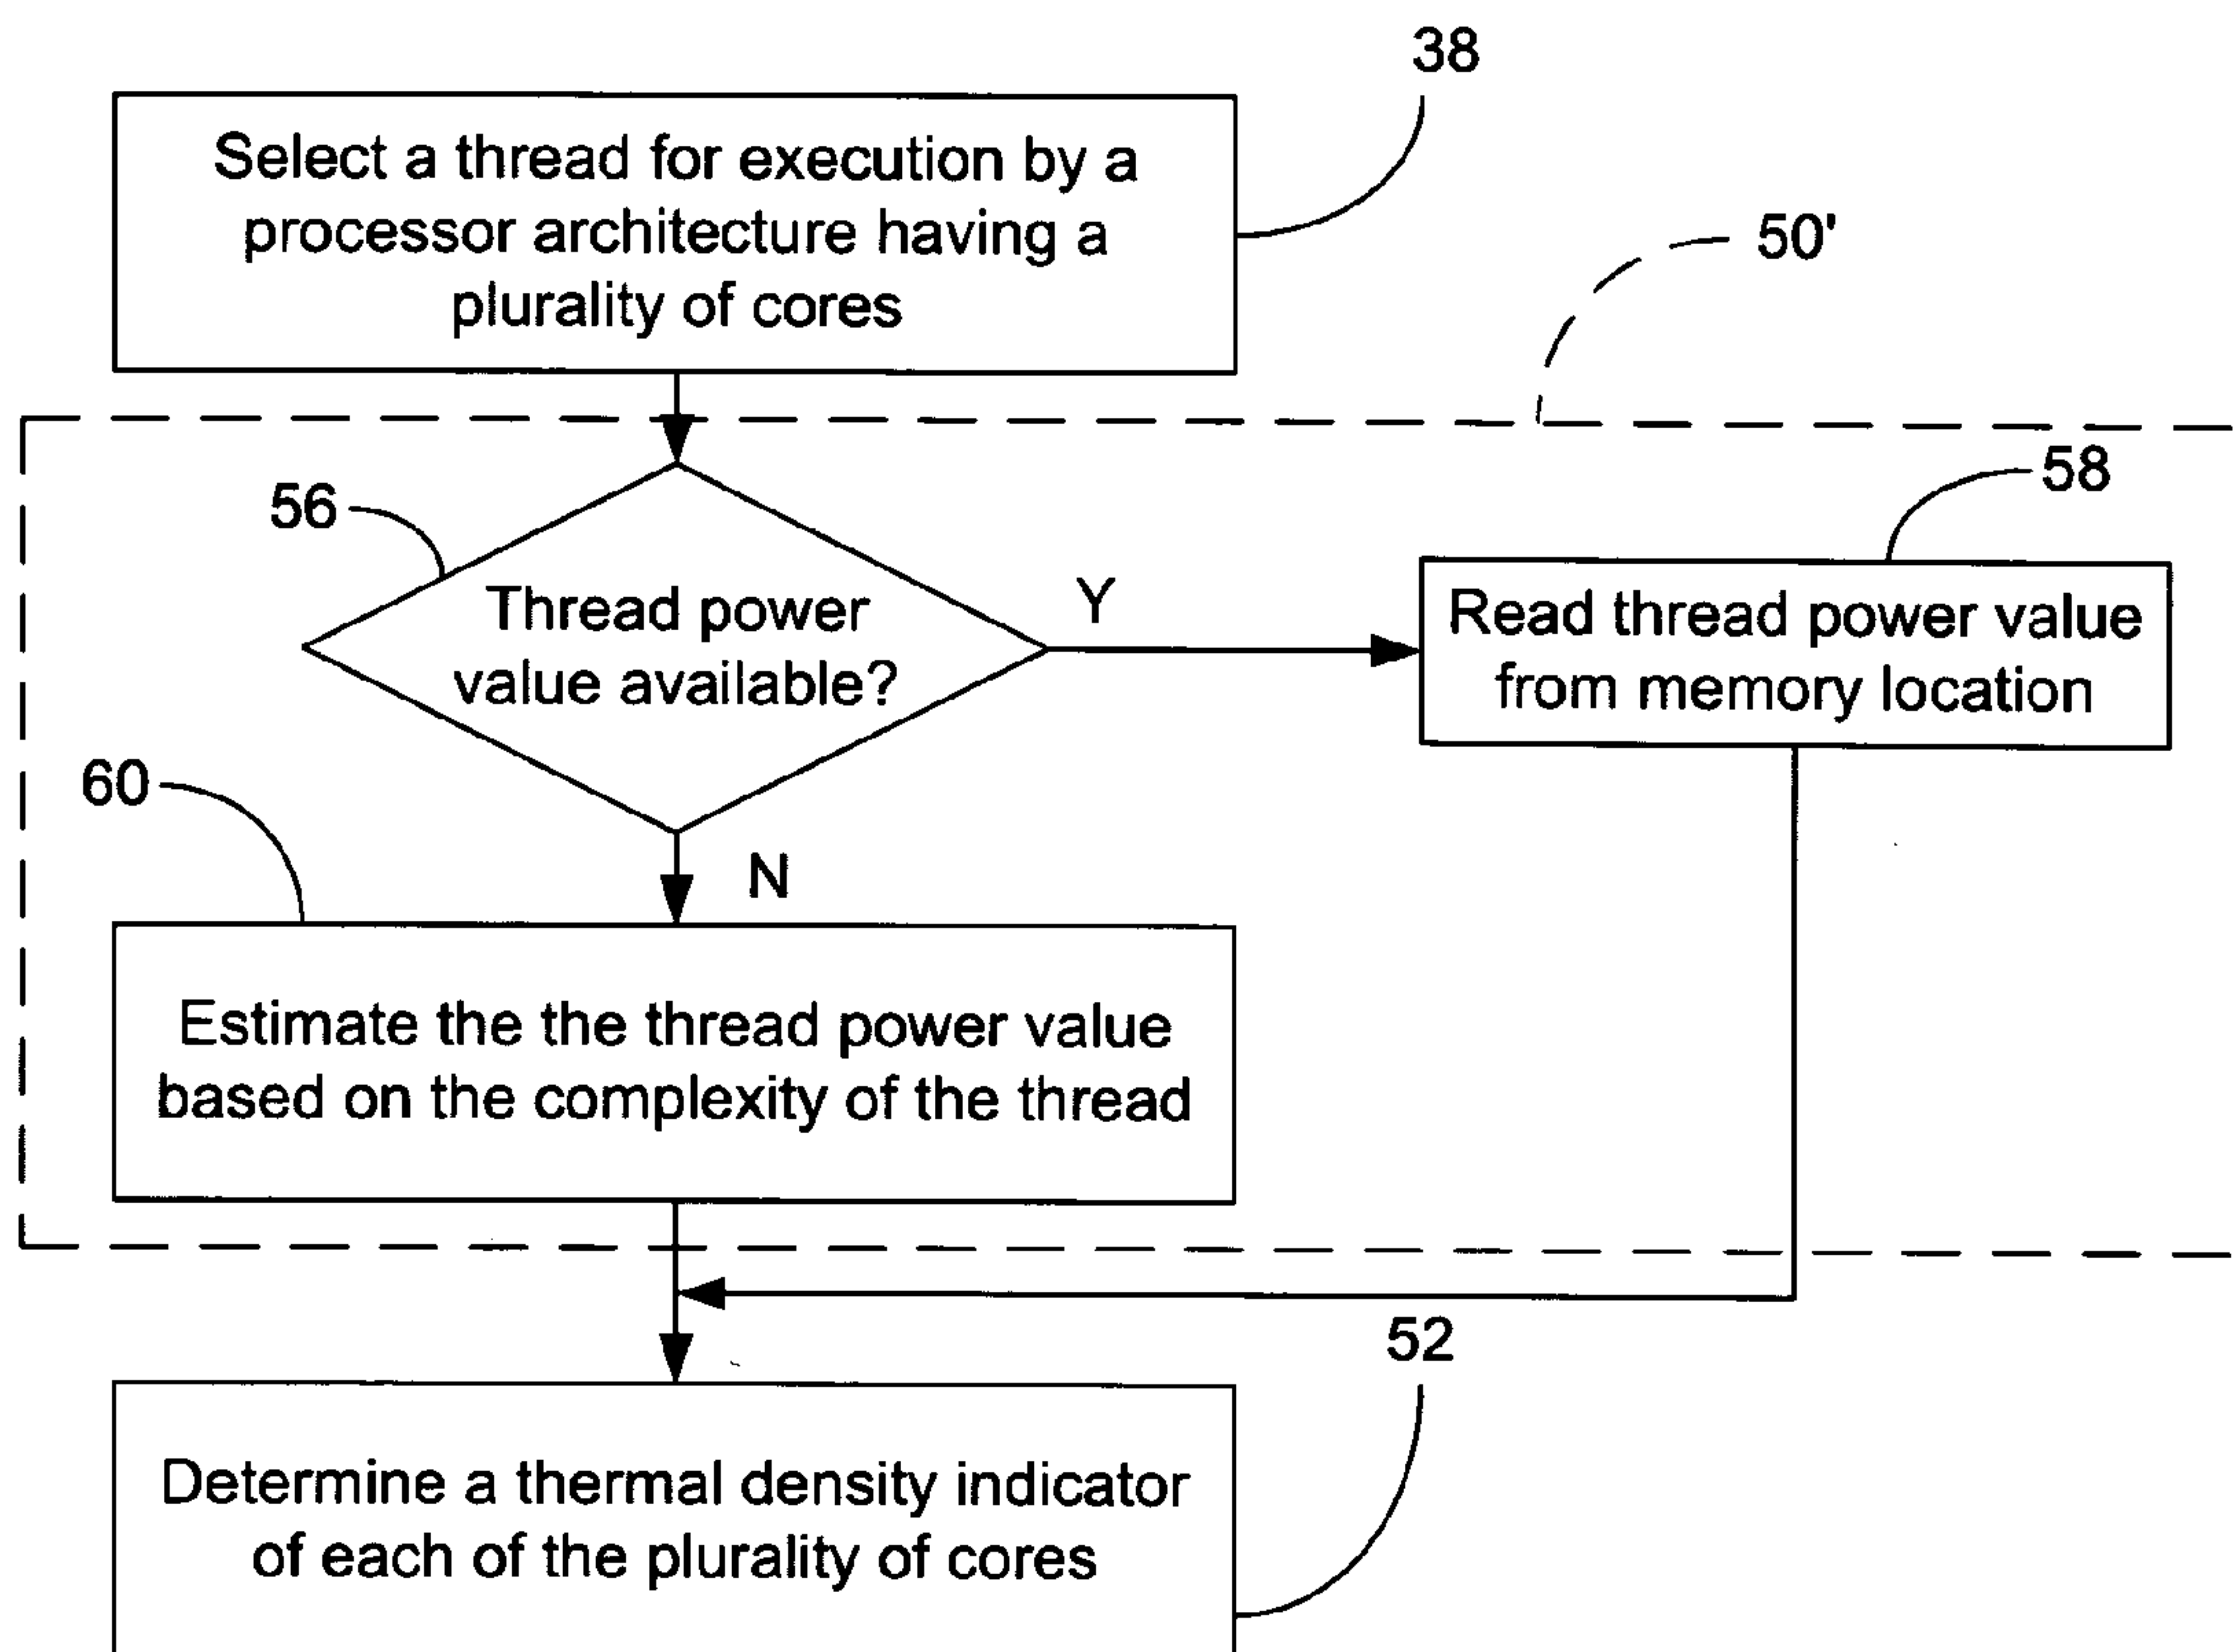 38
Select a thread for execution by a
processor architecture having a
plurality of cores
50'
56
58
Thread power
value available?
Y
Read thread power value
from memory location
60
N
Estimate the the thread power value
based on the complexity of the thread
52
Determine a thermal density indicator
of each of the plurality of cores